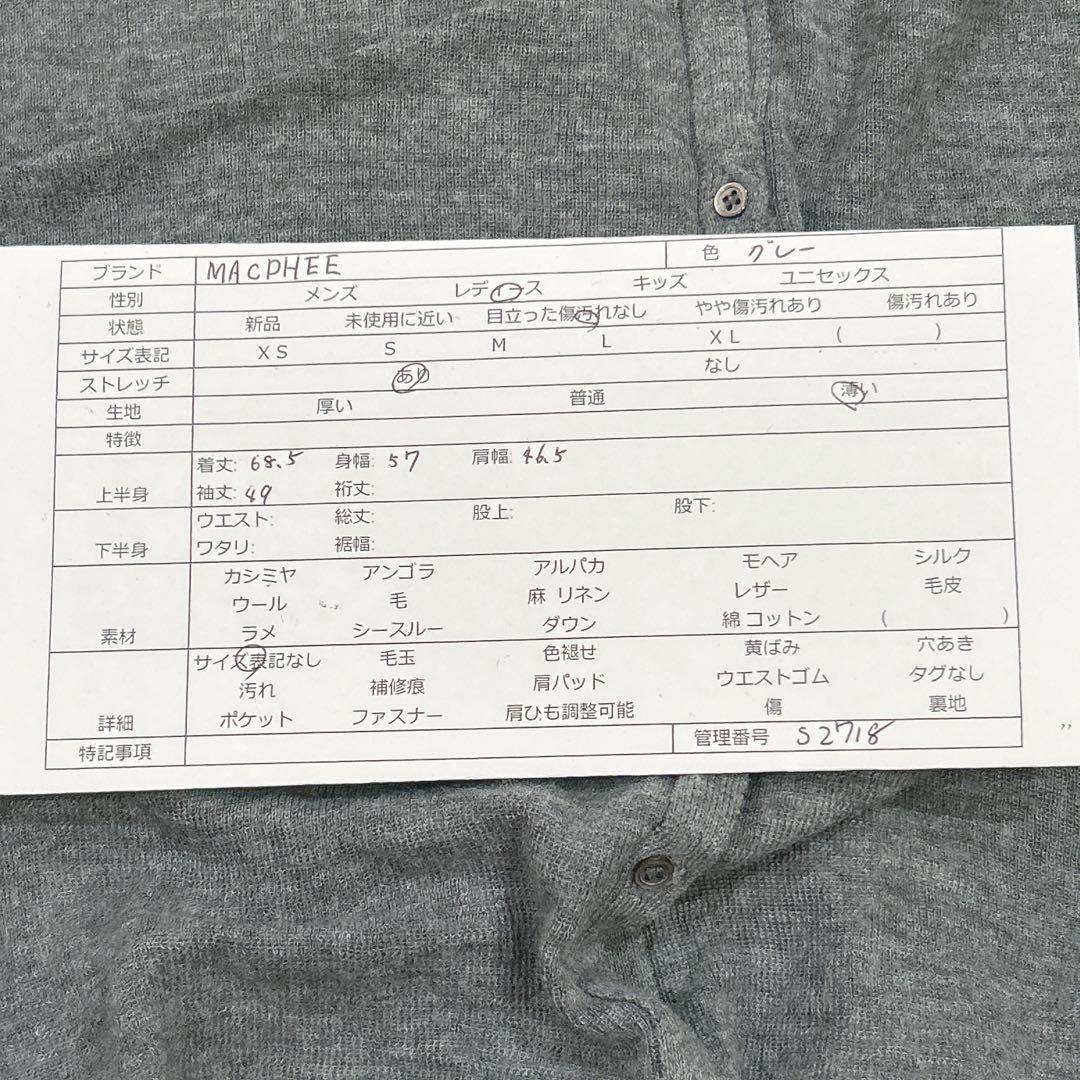 ブランド MACPHEE 色 グレー
性別 メンズ レディース キッズ ユニセックス
状態 新品 未使用に近い 目立った傷汚れなし やや傷汚れあり 傷汚れあり
サイズ表記 XS S M L XL ( )
ストレッチ あり なし
生地 厚い 普通 薄い
特徴
上半身 着丈: 68.5 身幅: 57 肩幅: 46.5
袖丈: 49 裄丈:
下半身 ウエスト: 総丈: 股上: 股下:
ワタリ: 裾幅:
素材 カシミヤ アンゴラ アルパカ モヘア シルク
ウール 毛 麻 リネン レザー 毛皮
ラメ シースルー ダウン 綿 コットン ( )
詳細 サイズ表記なし 毛玉 色褪せ 黄ばみ 穴あき
汚れ 補修痕 肩パッド ウエストゴム タグなし
ポケット ファスナー 肩ひも調整可能 傷 裏地
特記事項 管理番号 S2718